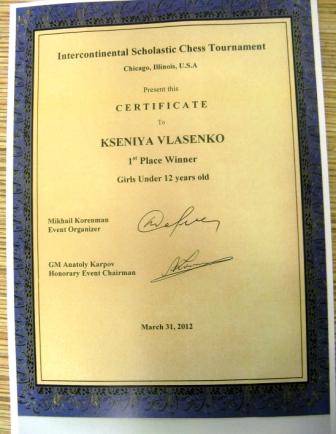 Intercontinental Scholastic Chess Tournament
Chicago, Illinois, U.S.A
Present this
CERTIFICATE
To
KSENIYA VLASENKO
1st Place Winner
Girls Under 12 years old
Mikhail Korenman
Event Organizer
GM Anatoly Karpov
Honorary Event Chairman
March 31, 2012